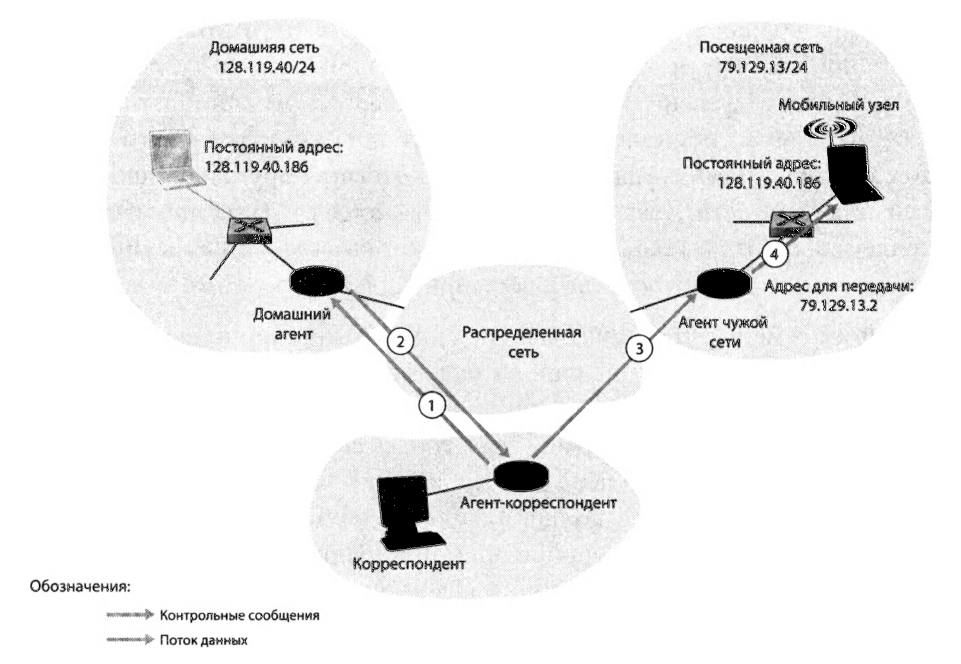 Домашняя сеть
128.119.40/24
Посещенная сеть
79.129.13/24
Мобильный узел
Постоянный адрес:
128.119.40.186
Постоянный адрес:
128.119.40.186
4
Адрес для передачи:
79.129.13.2
Домашний
агент
Агент чужой
сети
Распределенная
сеть
2
3
1
Агент-корреспондент
Корреспондент
Обозначения:
Контрольные сообщения
Поток данных